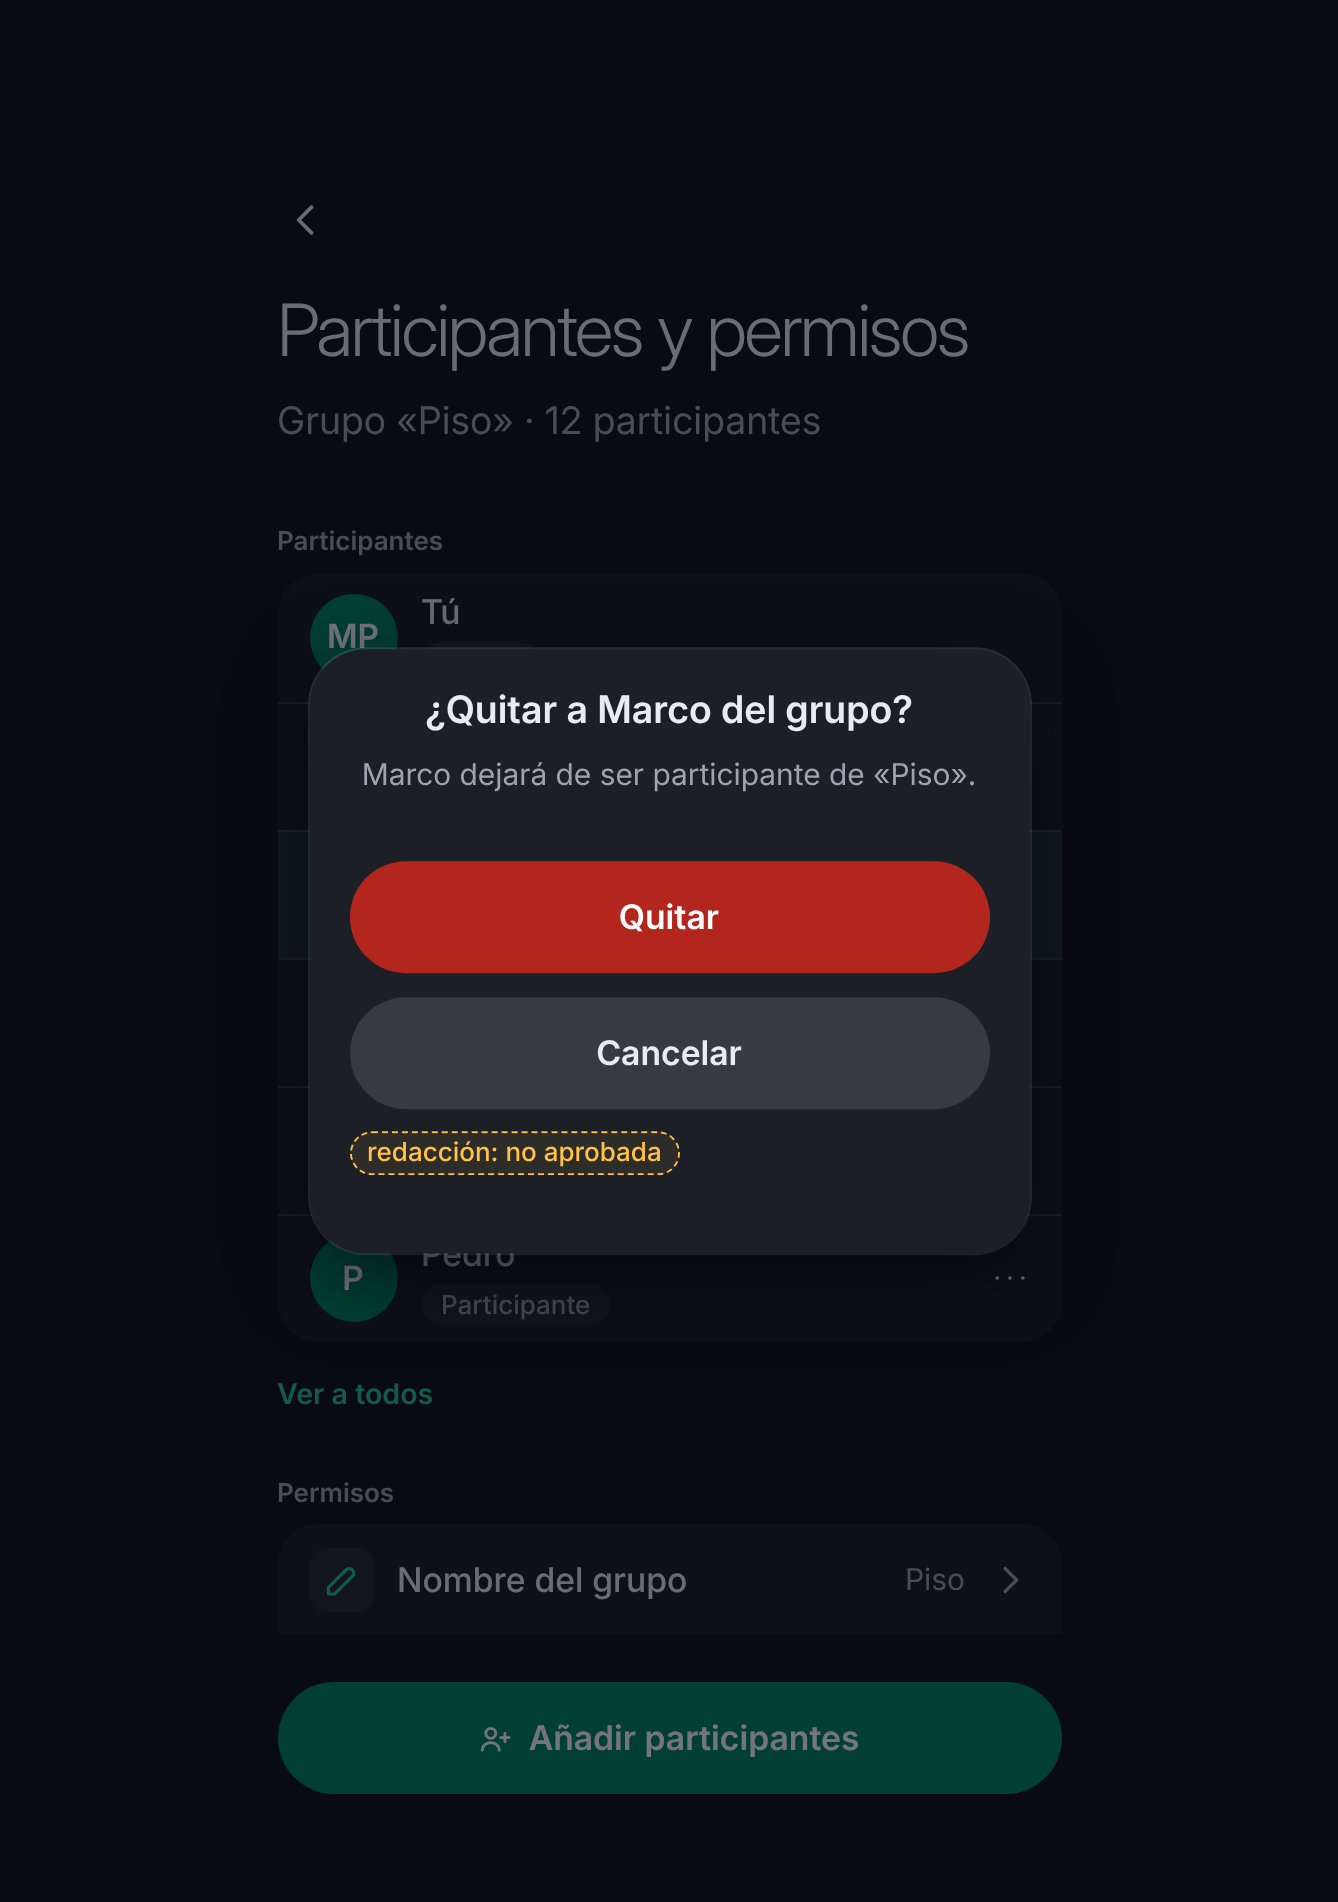 Participantes y permisos
Grupo «Piso» · 12 participantes
Participantes
MP
Tú
¿Quitar a Marco del grupo?
Marco dejará de ser participante de «Piso».
Quitar
Cancelar
redacción: no aprobada
P
Pedro
Participante
Ver a todos
Permisos
Nombre del grupo
Piso
Añadir participantes